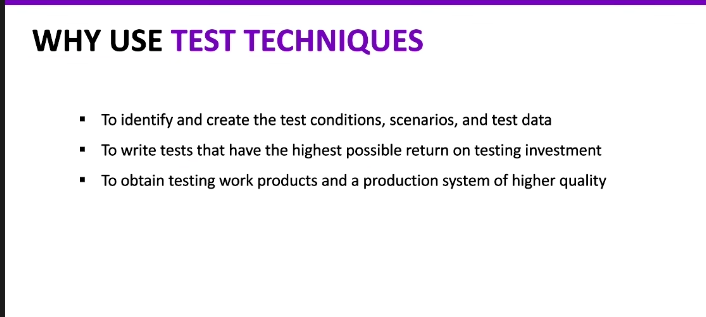 WHY USE TEST TECHNIQUES
▪ To identify and create the test conditions, scenarios, and test data
▪ To write tests that have the highest possible return on testing investment
▪ To obtain testing work products and a production system of higher quality